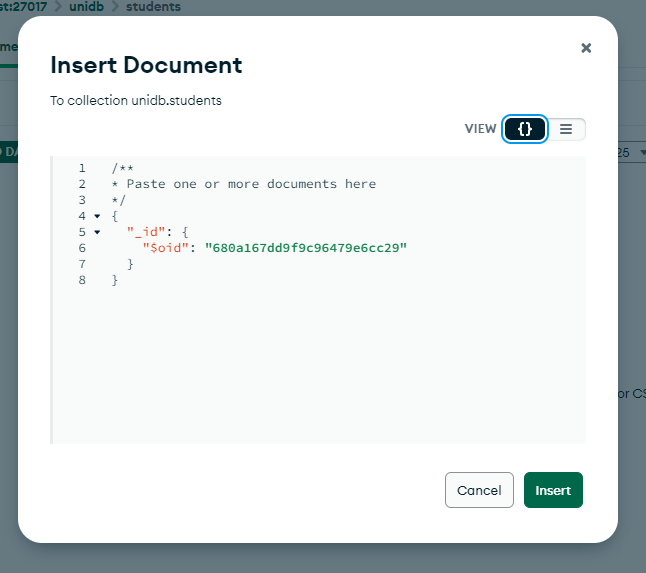 st:27017 > unidb > students
me
Insert Document
To collection unidb.students
VIEW {} ☰
DA
25
1 /**
2 * Paste one or more documents here
3 */
4 {
5 "_id": {
6 "$oid": "680a167dd9f9c96479e6cc29"
7 }
8 }
or CS
Cancel Insert